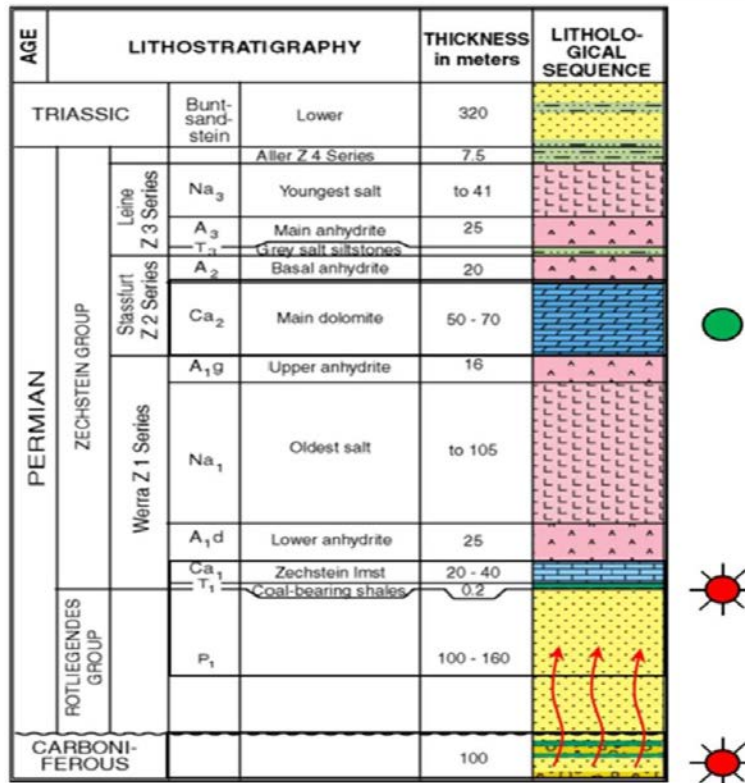 AGE
LITHOSTRATIGRAPHY
THICKNESS
in meters
LITHOLO-
GICAL
SEQUENCE
TRIASSIC
Bunt-
sand-
stein
Lower
320
PERMIAN
ZECHSTEIN GROUP
Aller Z 4 Series
7.5
Leine
Z 3 Series
Na3
Youngest salt
to 41
A3
Main anhydrite
25
T3
Grey salt siltstones
Stassfurt
Z 2 Series
A2
Basal anhydrite
20
Ca2
Main dolomite
50 - 70
Werra Z 1 Series
A1g
Upper anhydrite
16
Na1
Oldest salt
to 105
A1d
Lower anhydrite
25
Ca1
Zechstein lmst
20 - 40
T1
Coal-bearing shales
0.2
ROTLIEGENDES
GROUP
P1
100 - 160
CARBONI-
FEROUS
100